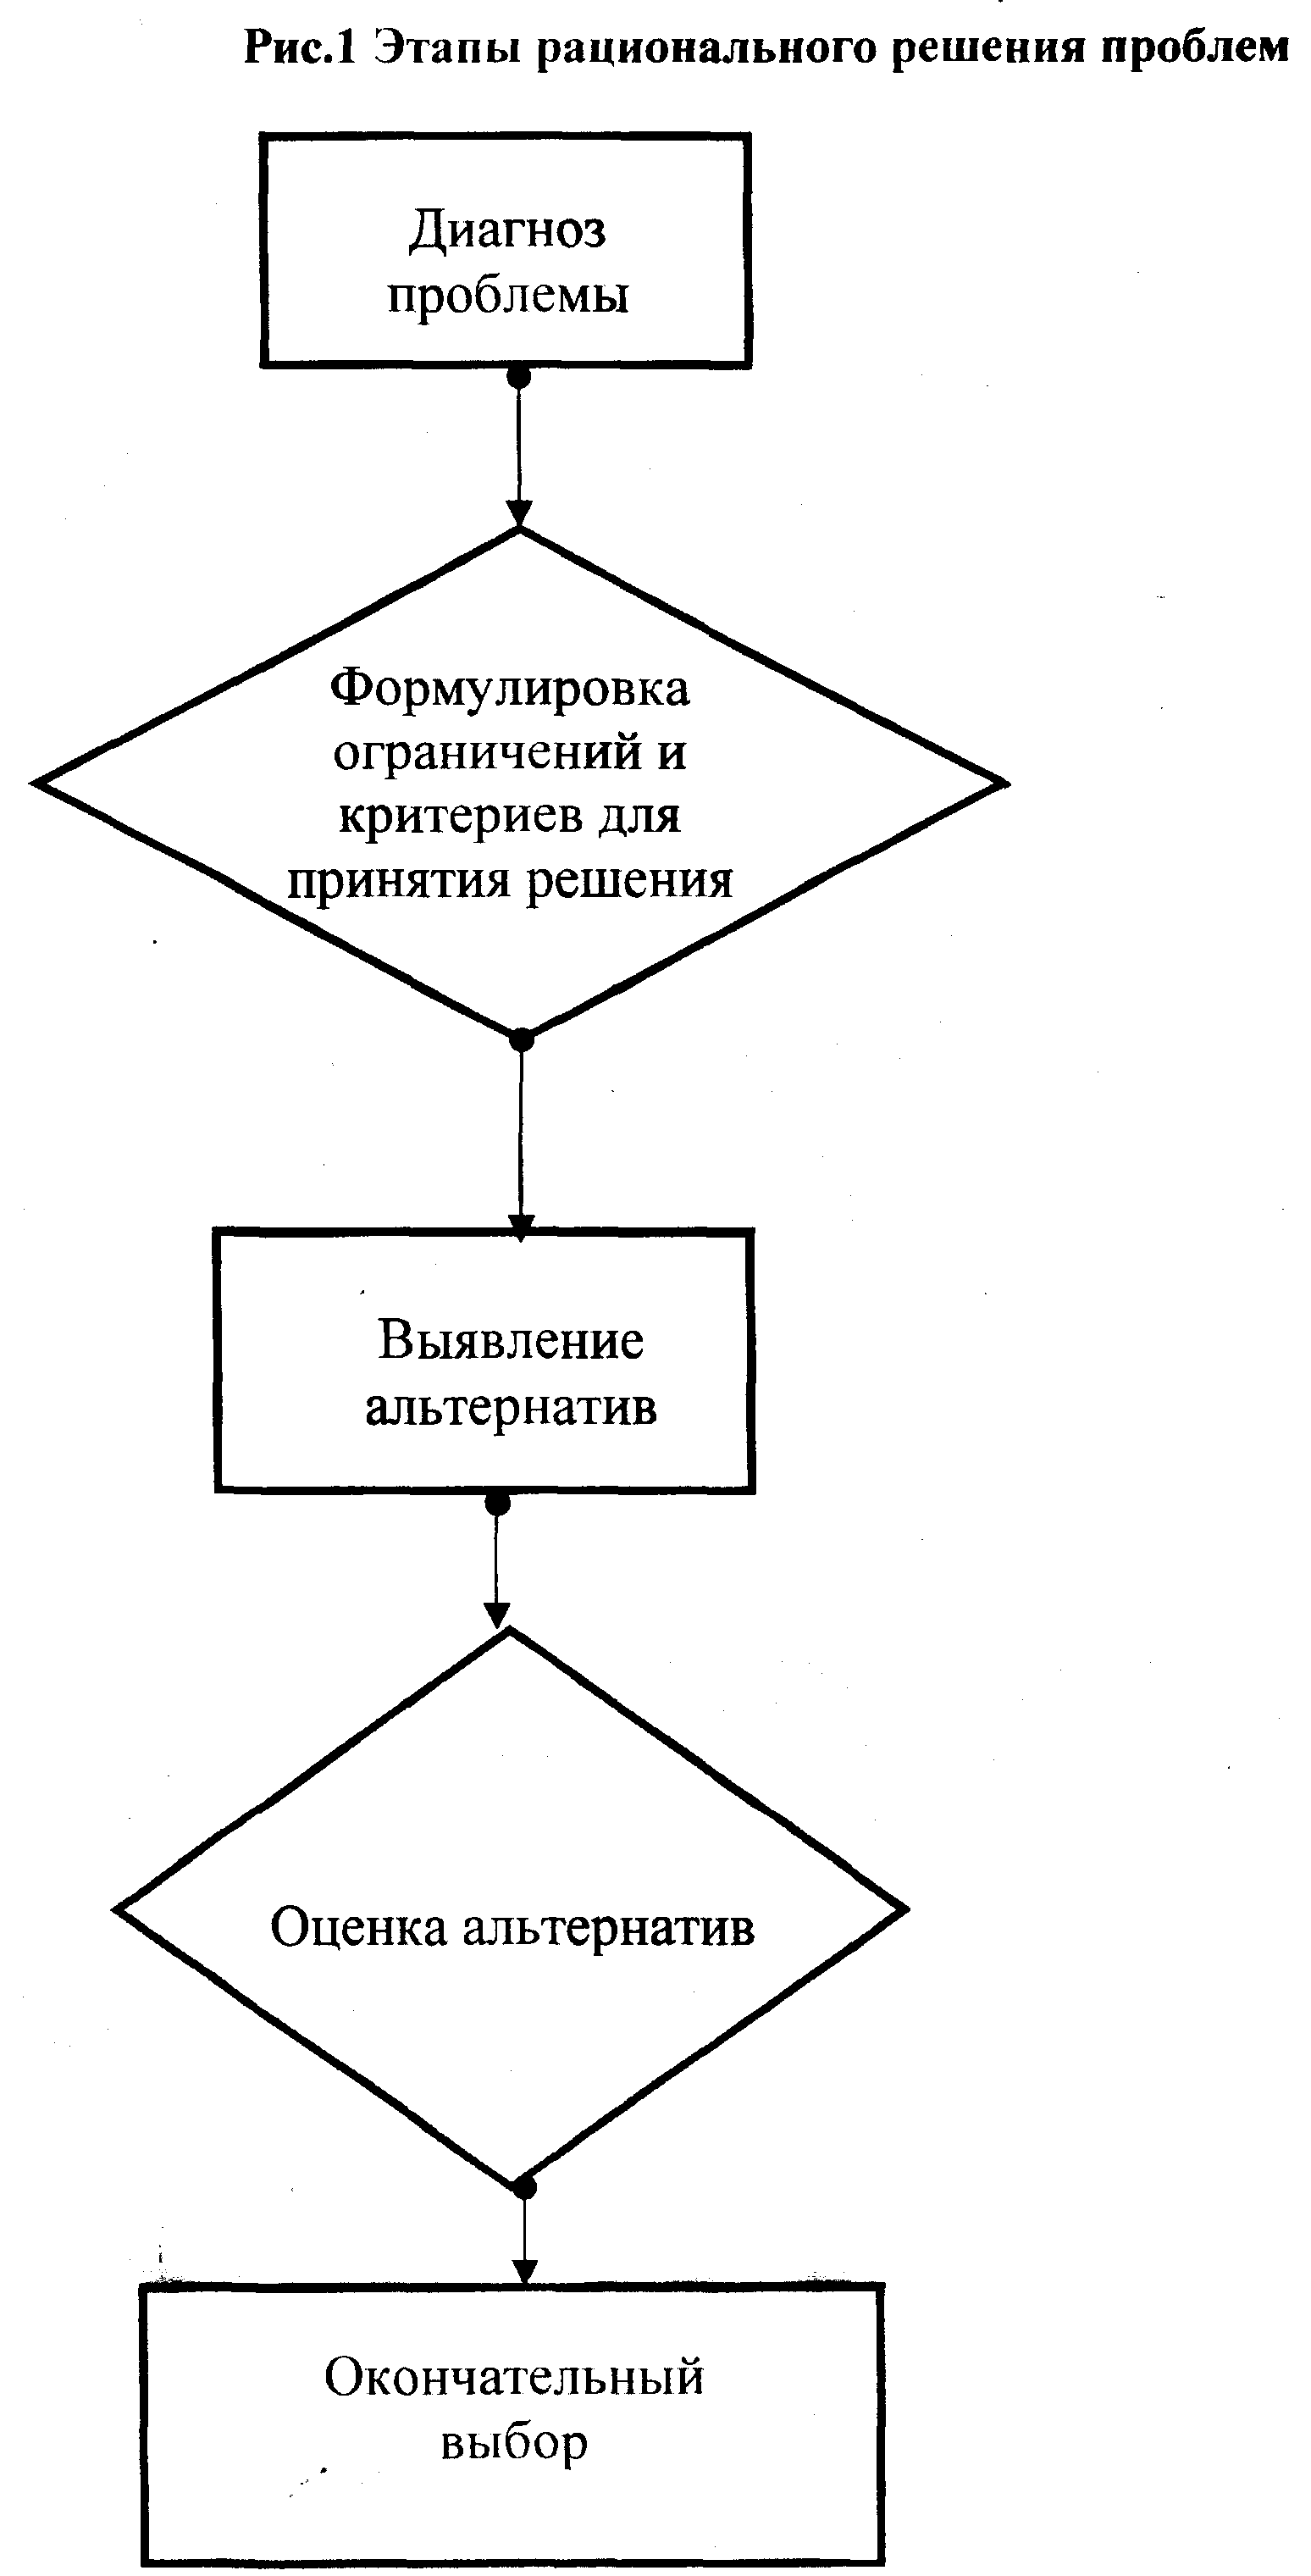 Рис.1 Этапы рационального решения проблем
Диагноз
проблемы
Формулировка
ограничений и
критериев для
принятия решения
Выявление
альтернатив
Оценка альтернатив
Окончательный
выбор